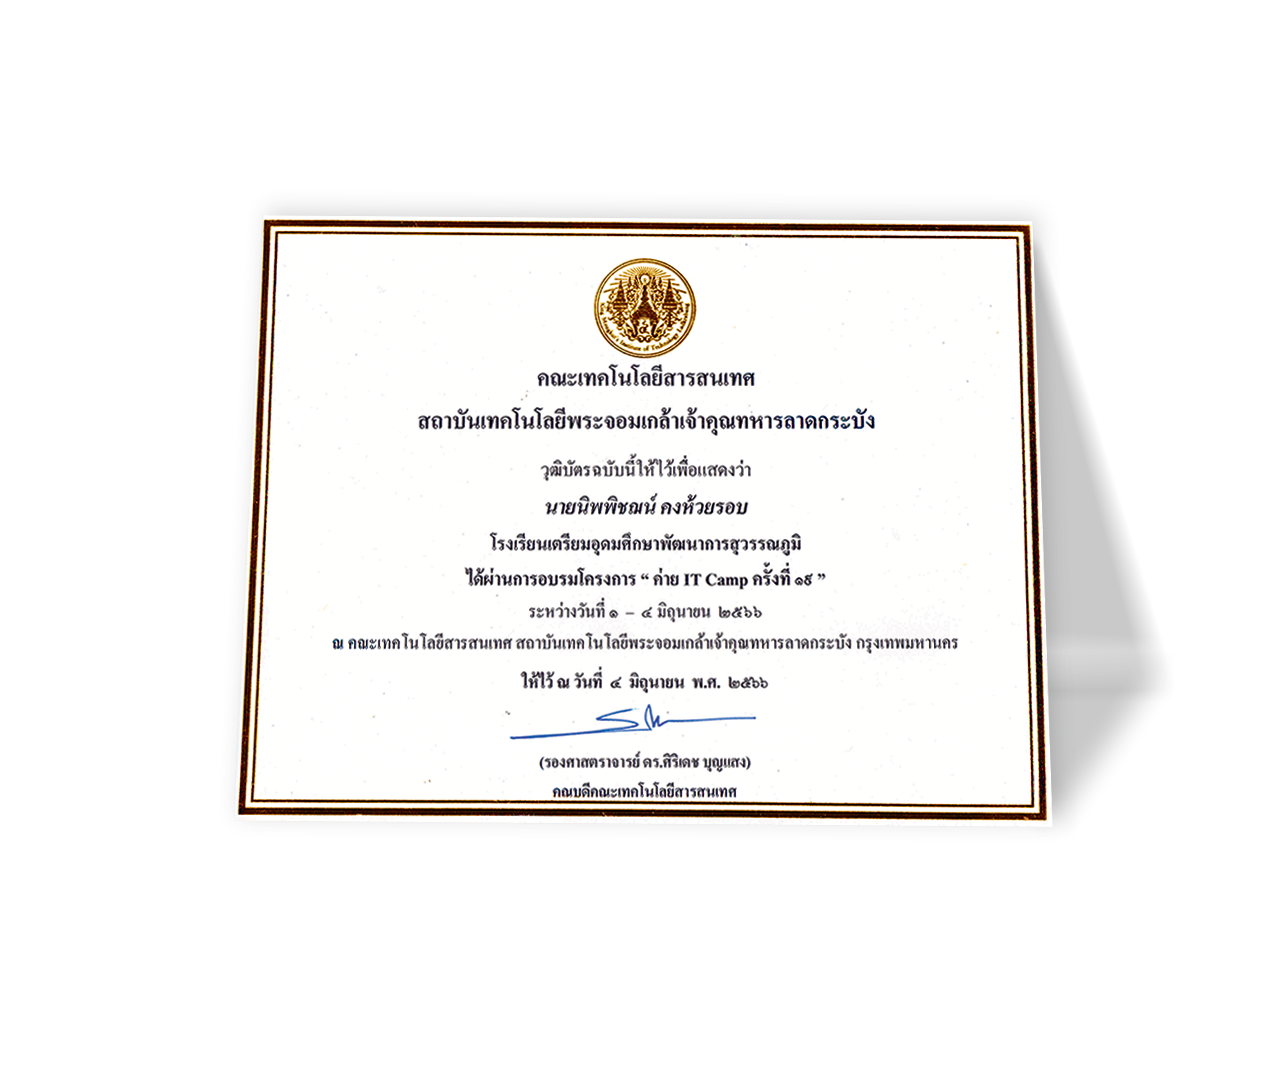 King Mongkut's Institute of Technology Ladkrabang
คณะเทคโนโลยีสารสนเทศ
สถาบันเทคโนโลยีพระจอมเกล้าเจ้าคุณทหารลาดกระบัง
วุฒิบัตรฉบับนี้ให้ไว้เพื่อแสดงว่า
นายนิพพิชฌน์ คงห้วยรอบ
โรงเรียนเตรียมอุดมศึกษาพัฒนาการสุวรรณภูมิ
ได้ผ่านการอบรมโครงการ “ ค่าย IT Camp ครั้งที่ ๑๙ ”
ระหว่างวันที่ ๑ – ๔ มิถุนายน ๒๕๖๖
ณ คณะเทคโนโลยีสารสนเทศ สถาบันเทคโนโลยีพระจอมเกล้าเจ้าคุณทหารลาดกระบัง กรุงเทพมหานคร
ให้ไว้ ณ วันที่ ๔ มิถุนายน พ.ศ. ๒๕๖๖
(รองศาสตราจารย์ ดร.ศิริเดช บุญแสง)
คณบดีคณะเทคโนโลยีสารสนเทศ